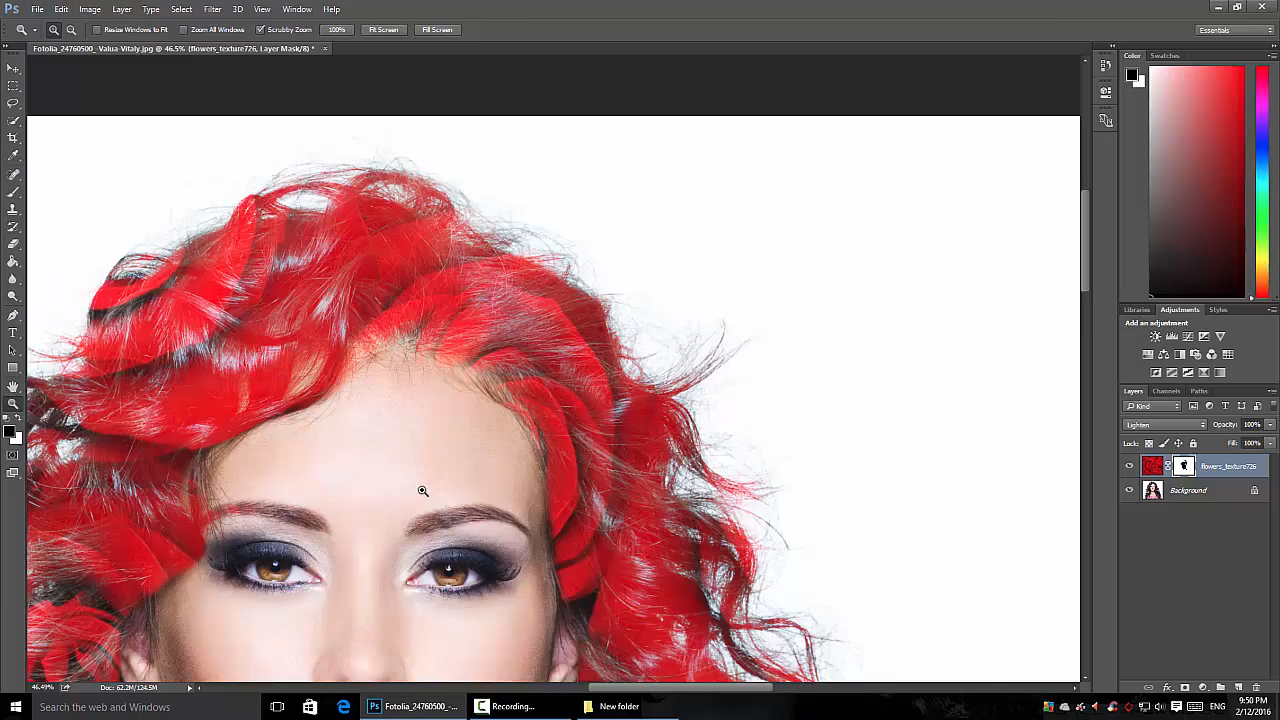 Ps File Edit Image Layer Type Select Filter 3D View Window Help
Resize Windows to Fit Zoom All Windows Scrubby Zoom 100% Fit Screen Fill Screen Essentials
Fotolia_24760500_-Valua-Vitaly.jpg @ 46.5% (flowers_texture726, Layer Mask/8) * ×
Color Swatches
Libraries Adjustments Styles
Add an adjustment
Layers Channels Paths
Kind
Lighten Opacity: 100%
Lock: Fill: 100%
flowers_texture726
Background
46.49% Doc: 62.2M/134.5M
Search the web and Windows Ps Fotolia_24760500_-... Recording... New folder ENG 9:50 PM
2/12/2016